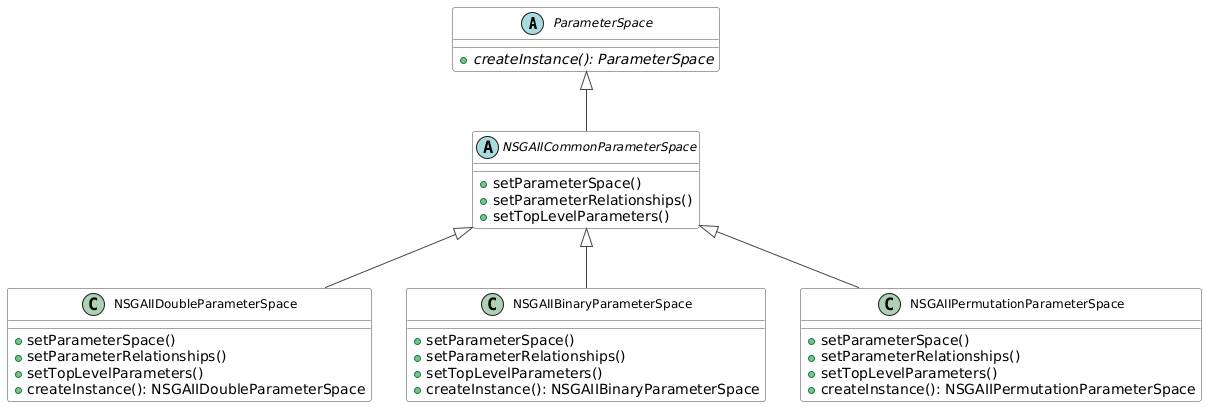 A ParameterSpace
createInstance(): ParameterSpace
A NSGAIICommonParameterSpace
setParameterSpace()
setParameterRelationships()
setTopLevelParameters()
C NSGAIIDoubleParameterSpace
setParameterSpace()
setParameterRelationships()
setTopLevelParameters()
createInstance(): NSGAIIDoubleParameterSpace
C NSGAIIBinaryParameterSpace
setParameterSpace()
setParameterRelationships()
setTopLevelParameters()
createInstance(): NSGAIIBinaryParameterSpace
C NSGAIIPermutationParameterSpace
setParameterSpace()
setParameterRelationships()
setTopLevelParameters()
createInstance(): NSGAIIPermutationParameterSpace